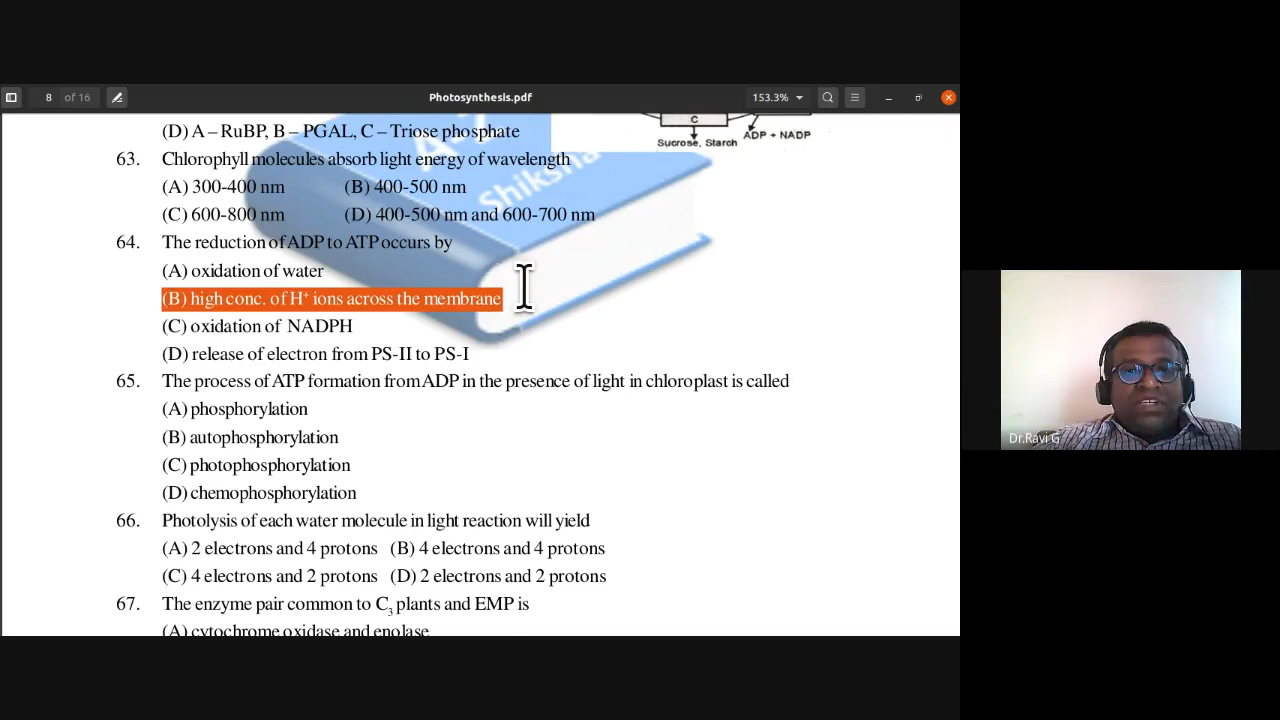 8 of 16
Photosynthesis.pdf
153.3%
(D) A – RuBP, B – PGAL, C – Triose phosphate
C
ADP + NADP
Sucrose, Starch
A-Z
Shiksha
63. Chlorophyll molecules absorb light energy of wavelength
(A) 300-400 nm (B) 400-500 nm
(C) 600-800 nm (D) 400-500 nm and 600-700 nm
64. The reduction of ADP to ATP occurs by
(A) oxidation of water
(B) high conc. of H⁺ ions across the membrane
(C) oxidation of NADPH
(D) release of electron from PS-II to PS-I
65. The process of ATP formation from ADP in the presence of light in chloroplast is called
(A) phosphorylation
(B) autophosphorylation
(C) photophosphorylation
(D) chemophosphorylation
66. Photolysis of each water molecule in light reaction will yield
(A) 2 electrons and 4 protons (B) 4 electrons and 4 protons
(C) 4 electrons and 2 protons (D) 2 electrons and 2 protons
67. The enzyme pair common to C₃ plants and EMP is
(A) cytochrome oxidase and enolase
Dr.Ravi G